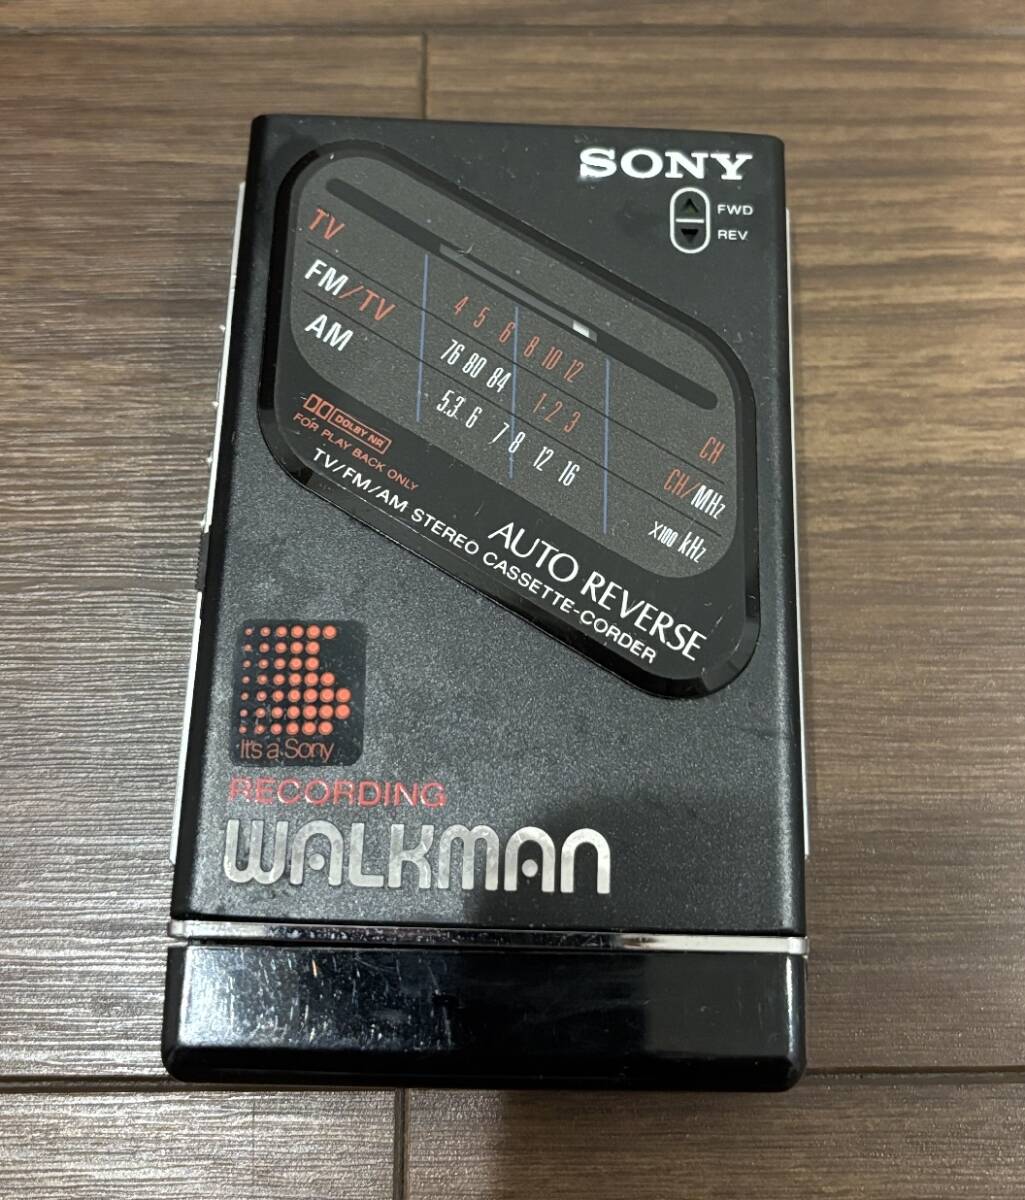 SONY
FWD
REV
TV 4 5 6 8 10 12 CH
FM/TV 76 80 84 1·2 3 CH/MHz
AM 5.3 6 7 8 12 16 X100 kHz
DOLBY NR
FOR PLAY BACK ONLY
AUTO REVERSE
TV/FM/AM STEREO CASSETTE-CORDER
It's a Sony
RECORDING
WALKMAN